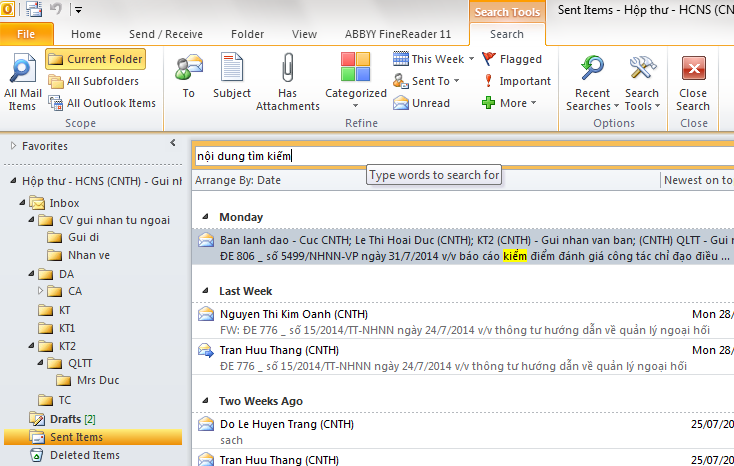 Search Tools
Sent Items - Hộp thư - HCNS (CN
File Home Send / Receive Folder View ABBYY FineReader 11 Search
All Mail Items
Current Folder
All Subfolders
All Outlook Items
Scope
To
Subject
Has Attachments
Categorized
This Week
Sent To
Unread
Flagged
Important
More
Refine
Recent Searches
Search Tools
Options
Close Search
Close
Favorites
Hộp thư - HCNS (CNTH) - Gui nh
Inbox
CV gui nhan tu ngoai
Gui di
Nhan ve
DA
CA
KT
KT1
KT2
QLTT
Mrs Duc
TC
Drafts [2]
Sent Items
Deleted Items
nội dung tìm kiếm
Type words to search for
Arrange By: Date Newest on to
Monday
Ban lanh dao - Cuc CNTH; Le Thi Hoai Duc (CNTH); KT2 (CNTH) - Gui nhan van ban; (CNTH) QLTT - Gui n
ĐE 806 _ số 5499/NHNN-VP ngày 31/7/2014 v/v báo cáo kiểm điểm đánh giá công tác chỉ đạo điều ...
Last Week
Nguyen Thi Kim Oanh (CNTH) Mon 28/
FW: ĐE 776 _ số 15/2014/TT-NHNN ngày 24/7/2014 v/v thông tư hướng dẫn về quản lý ngoại hối
Tran Huu Thang (CNTH) Mon 28/
ĐE 776 _ số 15/2014/TT-NHNN ngày 24/7/2014 v/v thông tư hướng dẫn về quản lý ngoại hối
Two Weeks Ago
Do Le Huyen Trang (CNTH) 25/07/20
sach
Tran Huu Thang (CNTH) 25/07/20